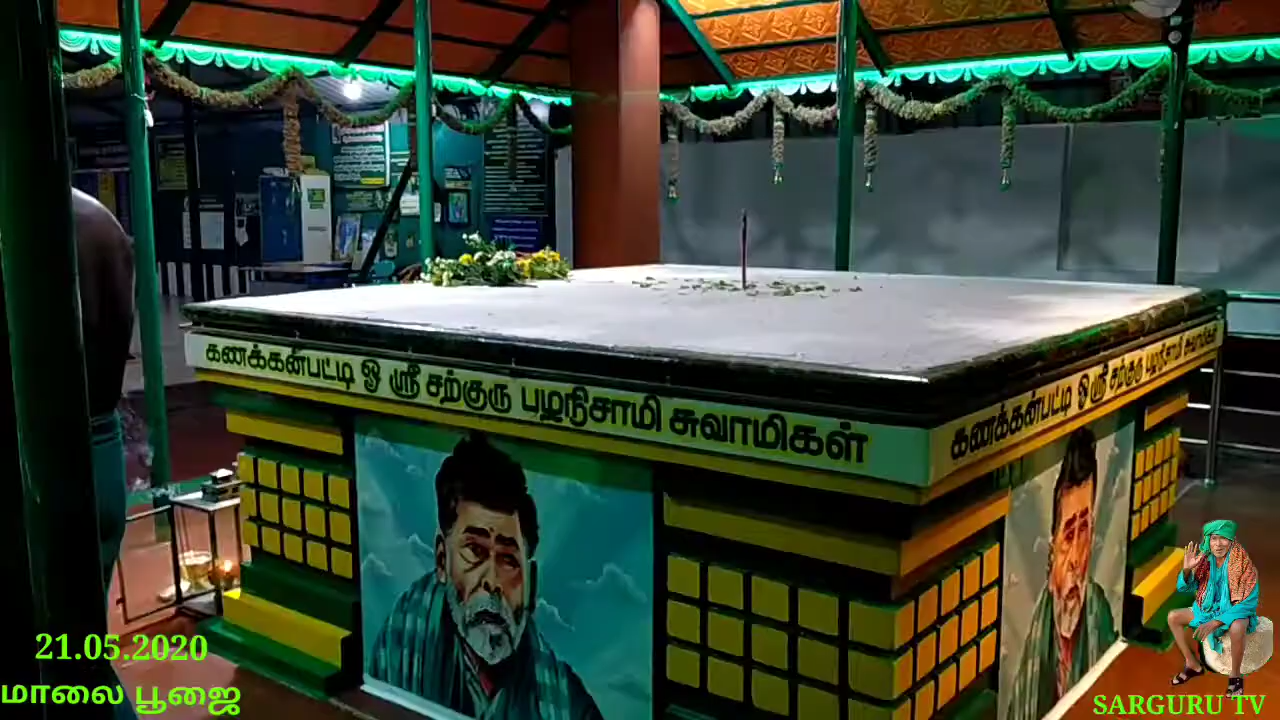 கணக்கன்பட்டி ஓ ஸ்ரீ சற்குரு பழநிசாமி சுவாமிகள்
கணக்கன்பட்டி ஓ ஸ்ரீ சற்குரு பழநிசாமி சுவாமிகள்
21.05.2020
மாலை பூஜை
SARGURU TV